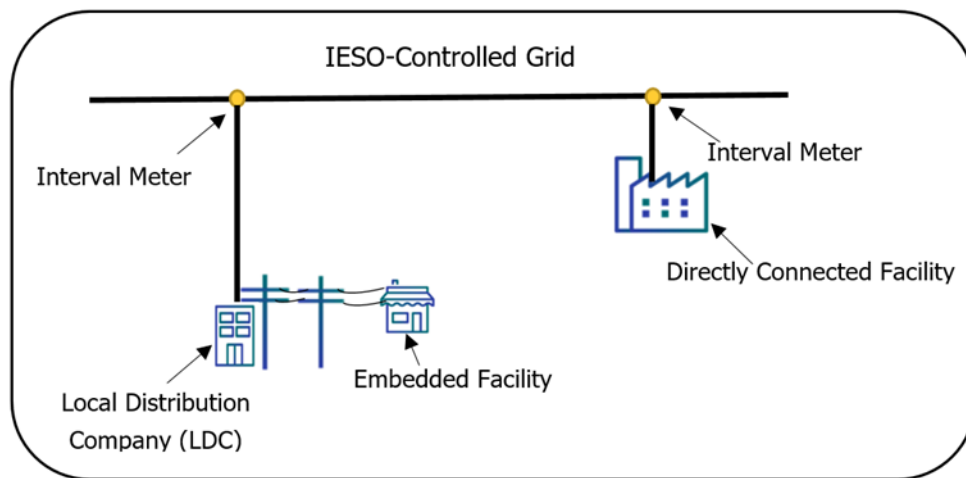 IESO-Controlled Grid
Interval Meter
Interval Meter
Directly Connected Facility
Embedded Facility
Local Distribution
Company (LDC)